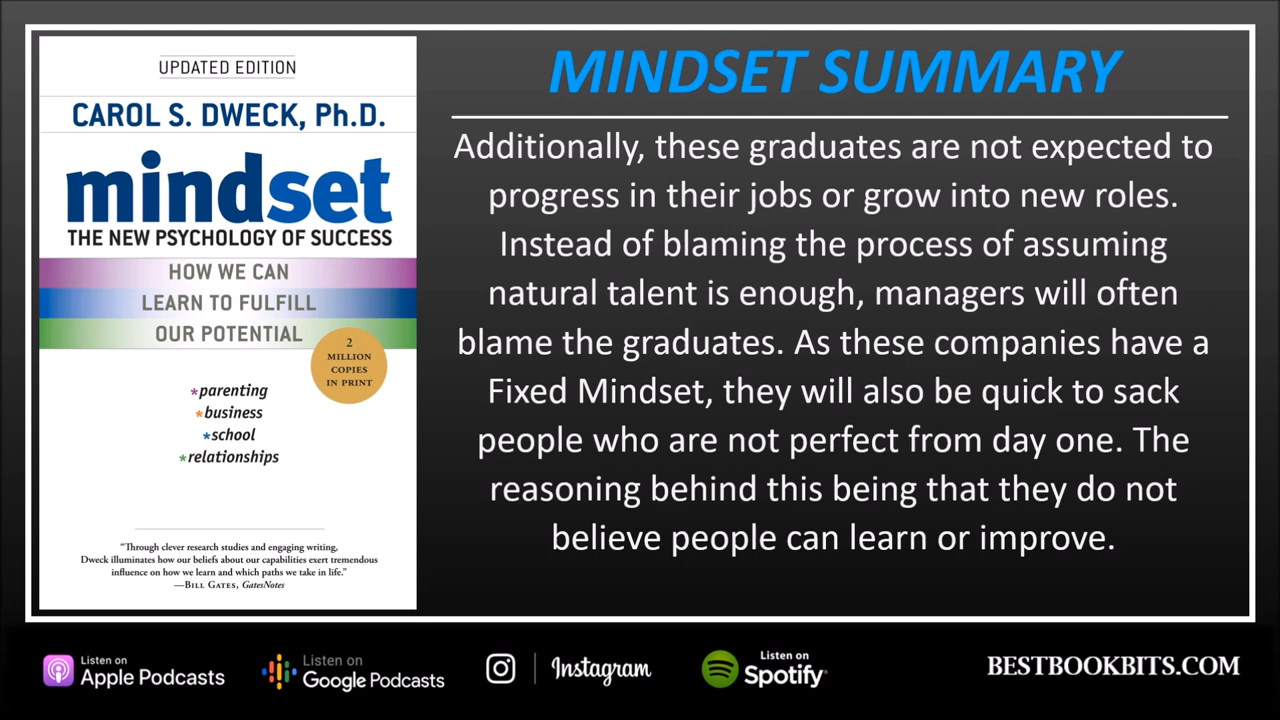 UPDATED EDITION
CAROL S. DWECK, Ph.D.
mindset
THE NEW PSYCHOLOGY OF SUCCESS
HOW WE CAN
LEARN TO FULFILL
OUR POTENTIAL
2
MILLION
COPIES
IN PRINT
*parenting
*business
*school
*relationships
"Through clever research studies and engaging writing,
Dweck illuminates how our beliefs about our capabilities exert tremendous
influence on how we learn and which paths we take in life."
—BILL GATES, GatesNotes
MINDSET SUMMARY
Additionally, these graduates are not expected to
progress in their jobs or grow into new roles.
Instead of blaming the process of assuming
natural talent is enough, managers will often
blame the graduates. As these companies have a
Fixed Mindset, they will also be quick to sack
people who are not perfect from day one. The
reasoning behind this being that they do not
believe people can learn or improve.
Listen on
Apple Podcasts
Listen on
Google Podcasts
Instagram
Listen on
Spotify
BESTBOOKBITS.COM